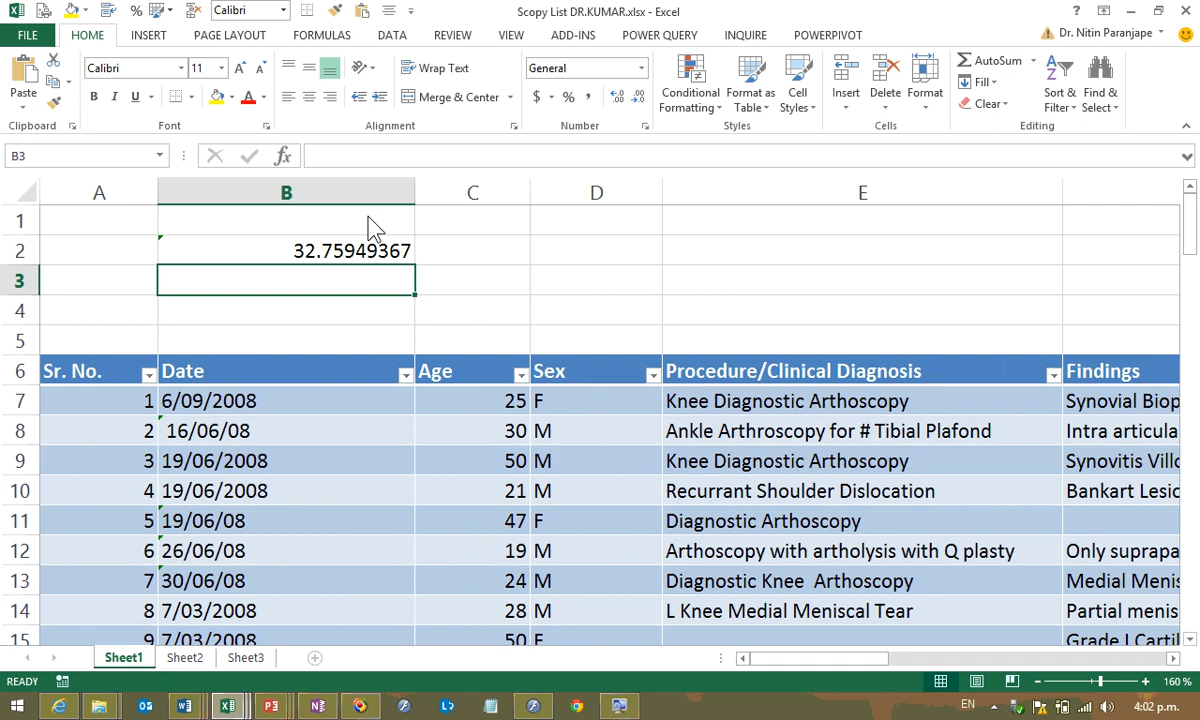 Calibri
Scopy List DR.KUMAR.xlsx - Excel
?
FILE HOME INSERT PAGE LAYOUT FORMULAS DATA REVIEW VIEW ADD-INS POWER QUERY INQUIRE POWERPIVOT Dr. Nitin Paranjape
Paste
Calibri 11
B I U
Wrap Text
Merge & Center
General
$ % ,
Conditional Formatting
Format as Table
Cell Styles
Insert
Delete
Format
AutoSum
Fill
Clear
Sort & Filter
Find & Select
Clipboard Font Alignment Number Styles Cells Editing
B3 fx
A B C D E
1
2 32.75949367
3
4
5
6 Sr. No. Date Age Sex Procedure/Clinical Diagnosis Findings
7 1 6/09/2008 25 F Knee Diagnostic Arthoscopy Synovial Biop
8 2 16/06/08 30 M Ankle Arthroscopy for # Tibial Plafond Intra articula
9 3 19/06/2008 50 M Knee Diagnostic Arthoscopy Synovitis Villo
10 4 19/06/2008 21 M Recurrant Shoulder Dislocation Bankart Lesio
11 5 19/06/08 47 F Diagnostic Arthoscopy
12 6 26/06/08 19 M Arthoscopy with artholysis with Q plasty Only suprapa
13 7 30/06/08 24 M Diagnostic Knee Arthoscopy Medial Menis
14 8 7/03/2008 28 M L Knee Medial Meniscal Tear Partial menis
15 9 7/03/2008 50 F Grade I Cartil
Sheet1 Sheet2 Sheet3
READY 160 %
EN 4:02 p.m.